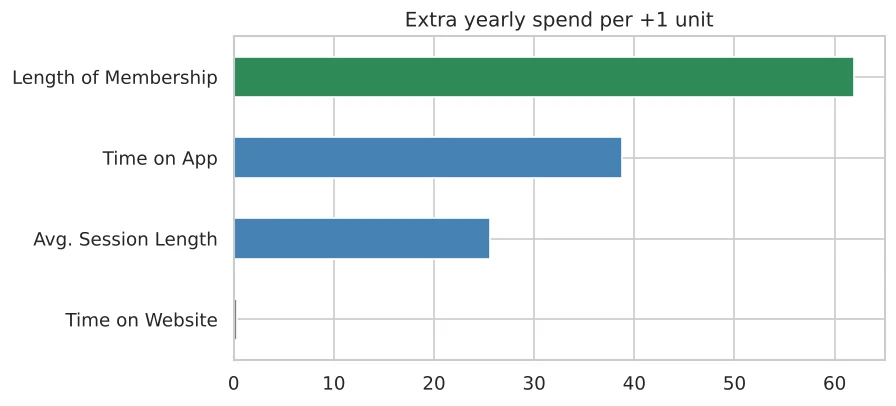 Extra yearly spend per +1 unit
Length of Membership
Time on App
Avg. Session Length
Time on Website
0 10 20 30 40 50 60